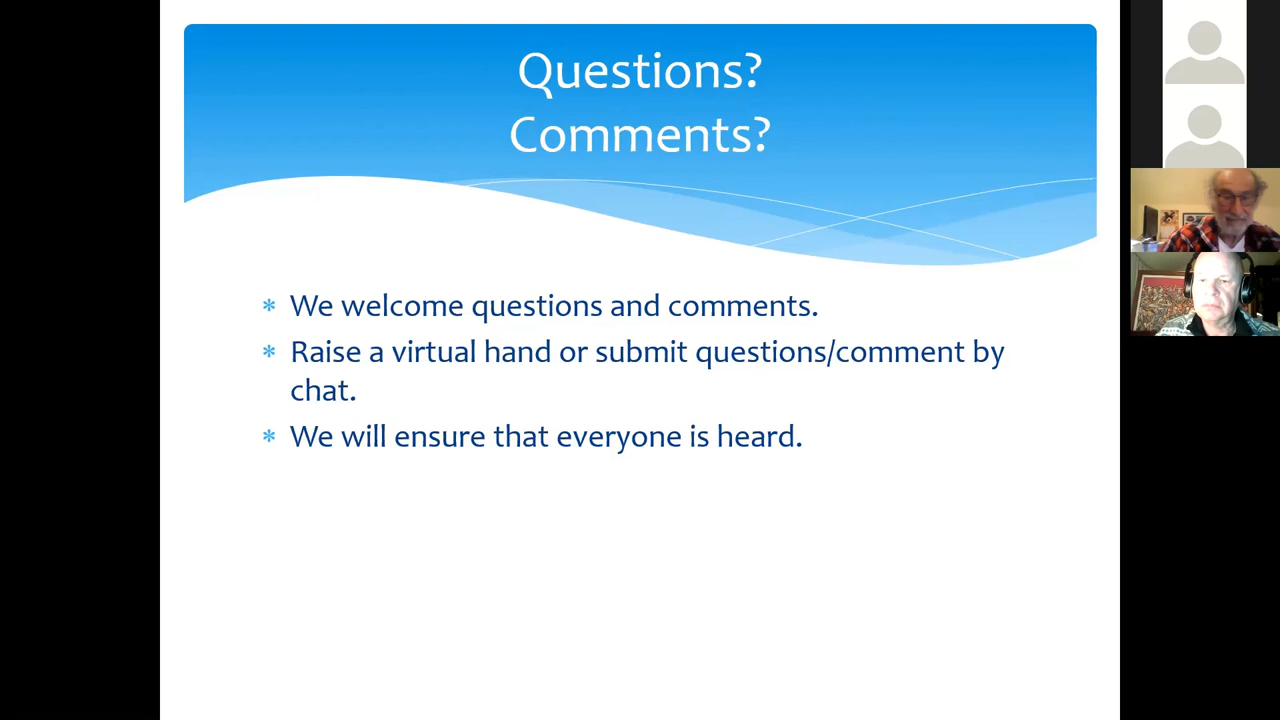 Questions?
Comments?
We welcome questions and comments.
Raise a virtual hand or submit questions/comment by
chat.
We will ensure that everyone is heard.